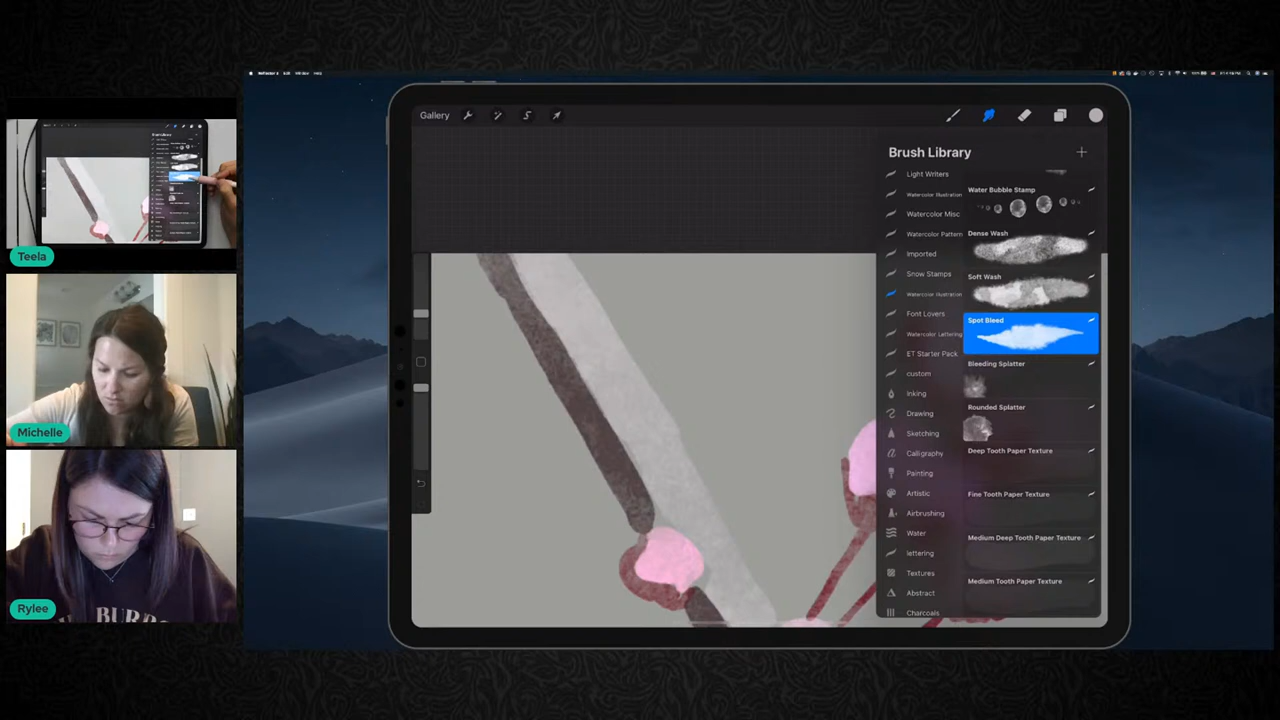 Gallery
Brush Library
Light Writers
Watercolor Illustration
Watercolor Misc
Watercolor Pattern
Imported
Snow Stamps
Watercolor Illustration
Font Lovers
Watercolor Lettering
ET Starter Pack
custom
Inking
Drawing
Sketching
Calligraphy
Painting
Artistic
Airbrushing
Water
lettering
Textures
Abstract
Charcoals
Water Bubble Stamp
Dense Wash
Soft Wash
Spot Bleed
Bleeding Splatter
Rounded Splatter
Deep Tooth Paper Texture
Fine Tooth Paper Texture
Medium Deep Tooth Paper Texture
Medium Tooth Paper Texture
Teela
Michelle
Rylee